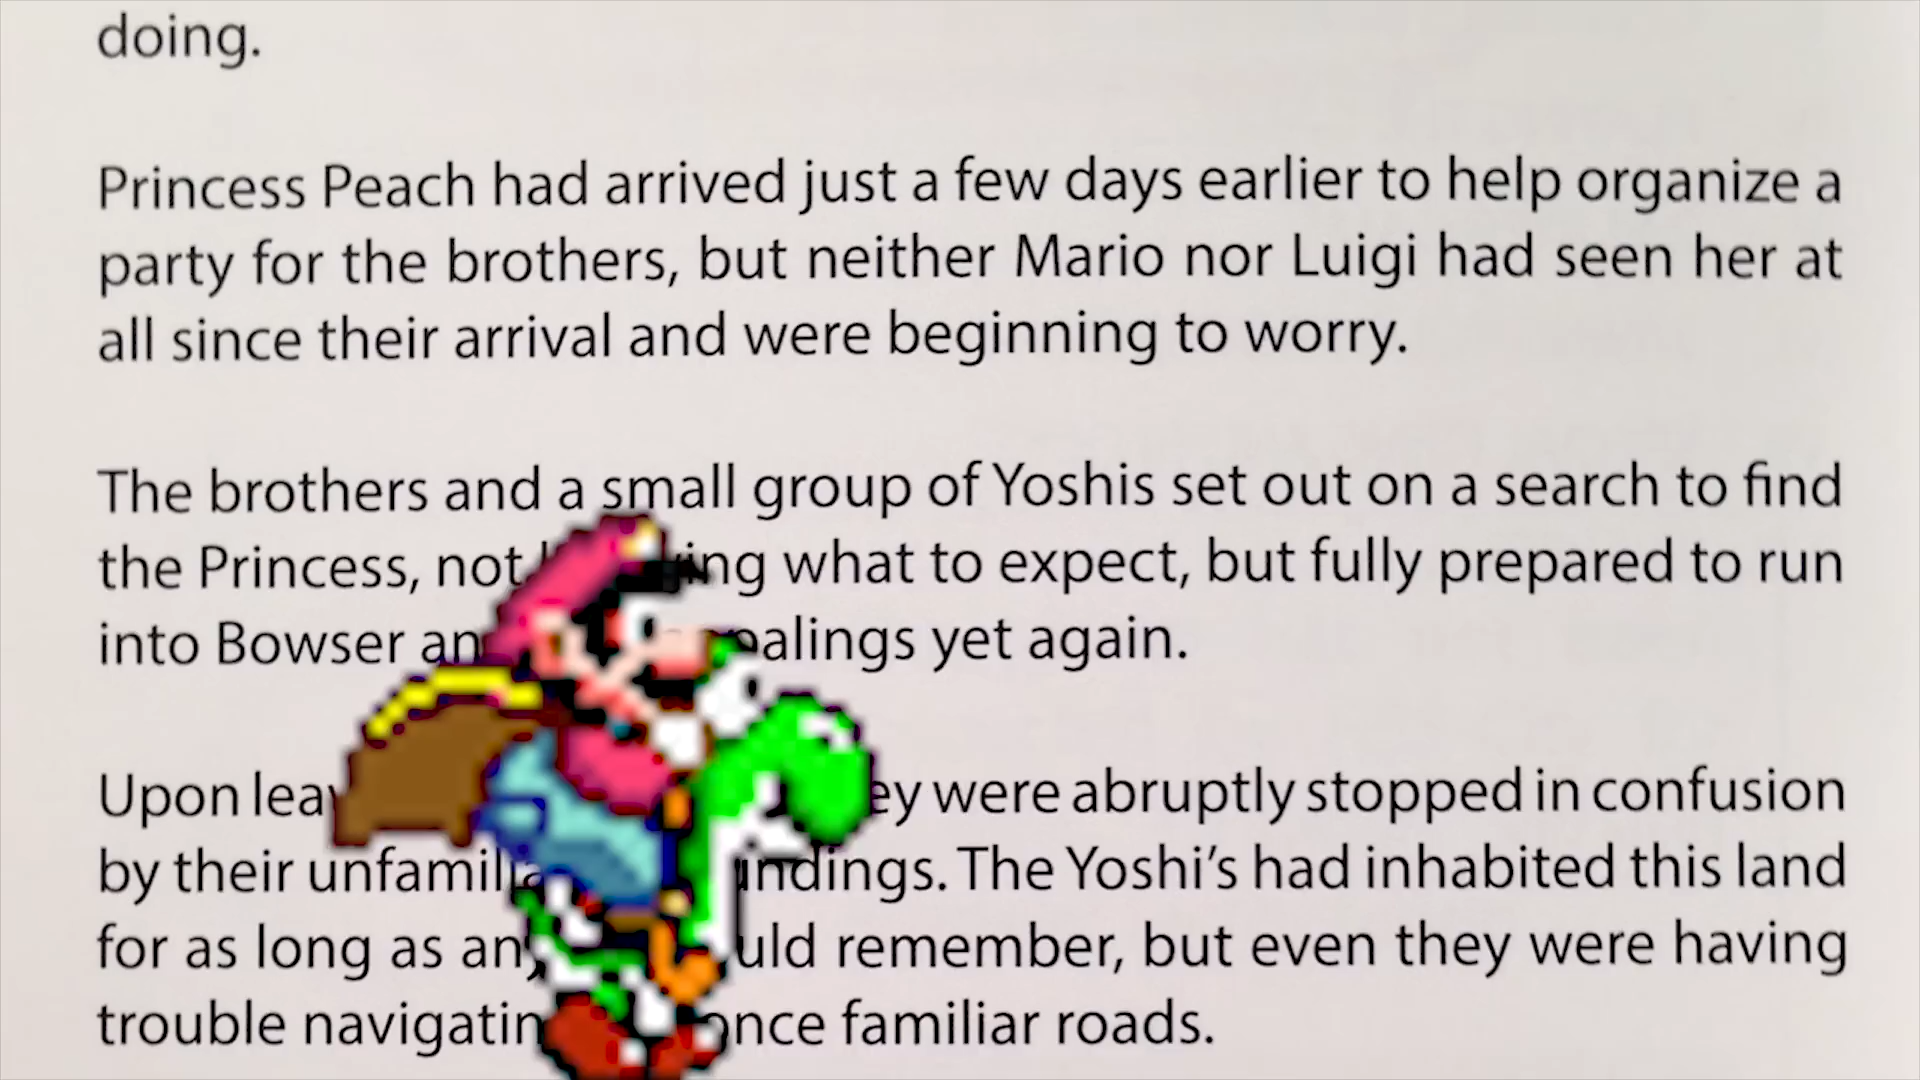 doing.
Princess Peach had arrived just a few days earlier to help organize a
party for the brothers, but neither Mario nor Luigi had seen her at
all since their arrival and were beginning to worry.
The brothers and a small group of Yoshis set out on a search to find
the Princess, not what to expect, but fully prepared to run
into Bowser yet again.
Upon were abruptly stopped in confusion
by their The Yoshi’s had inhabited this land
for as long as remember, but even they were having
trouble familiar roads.